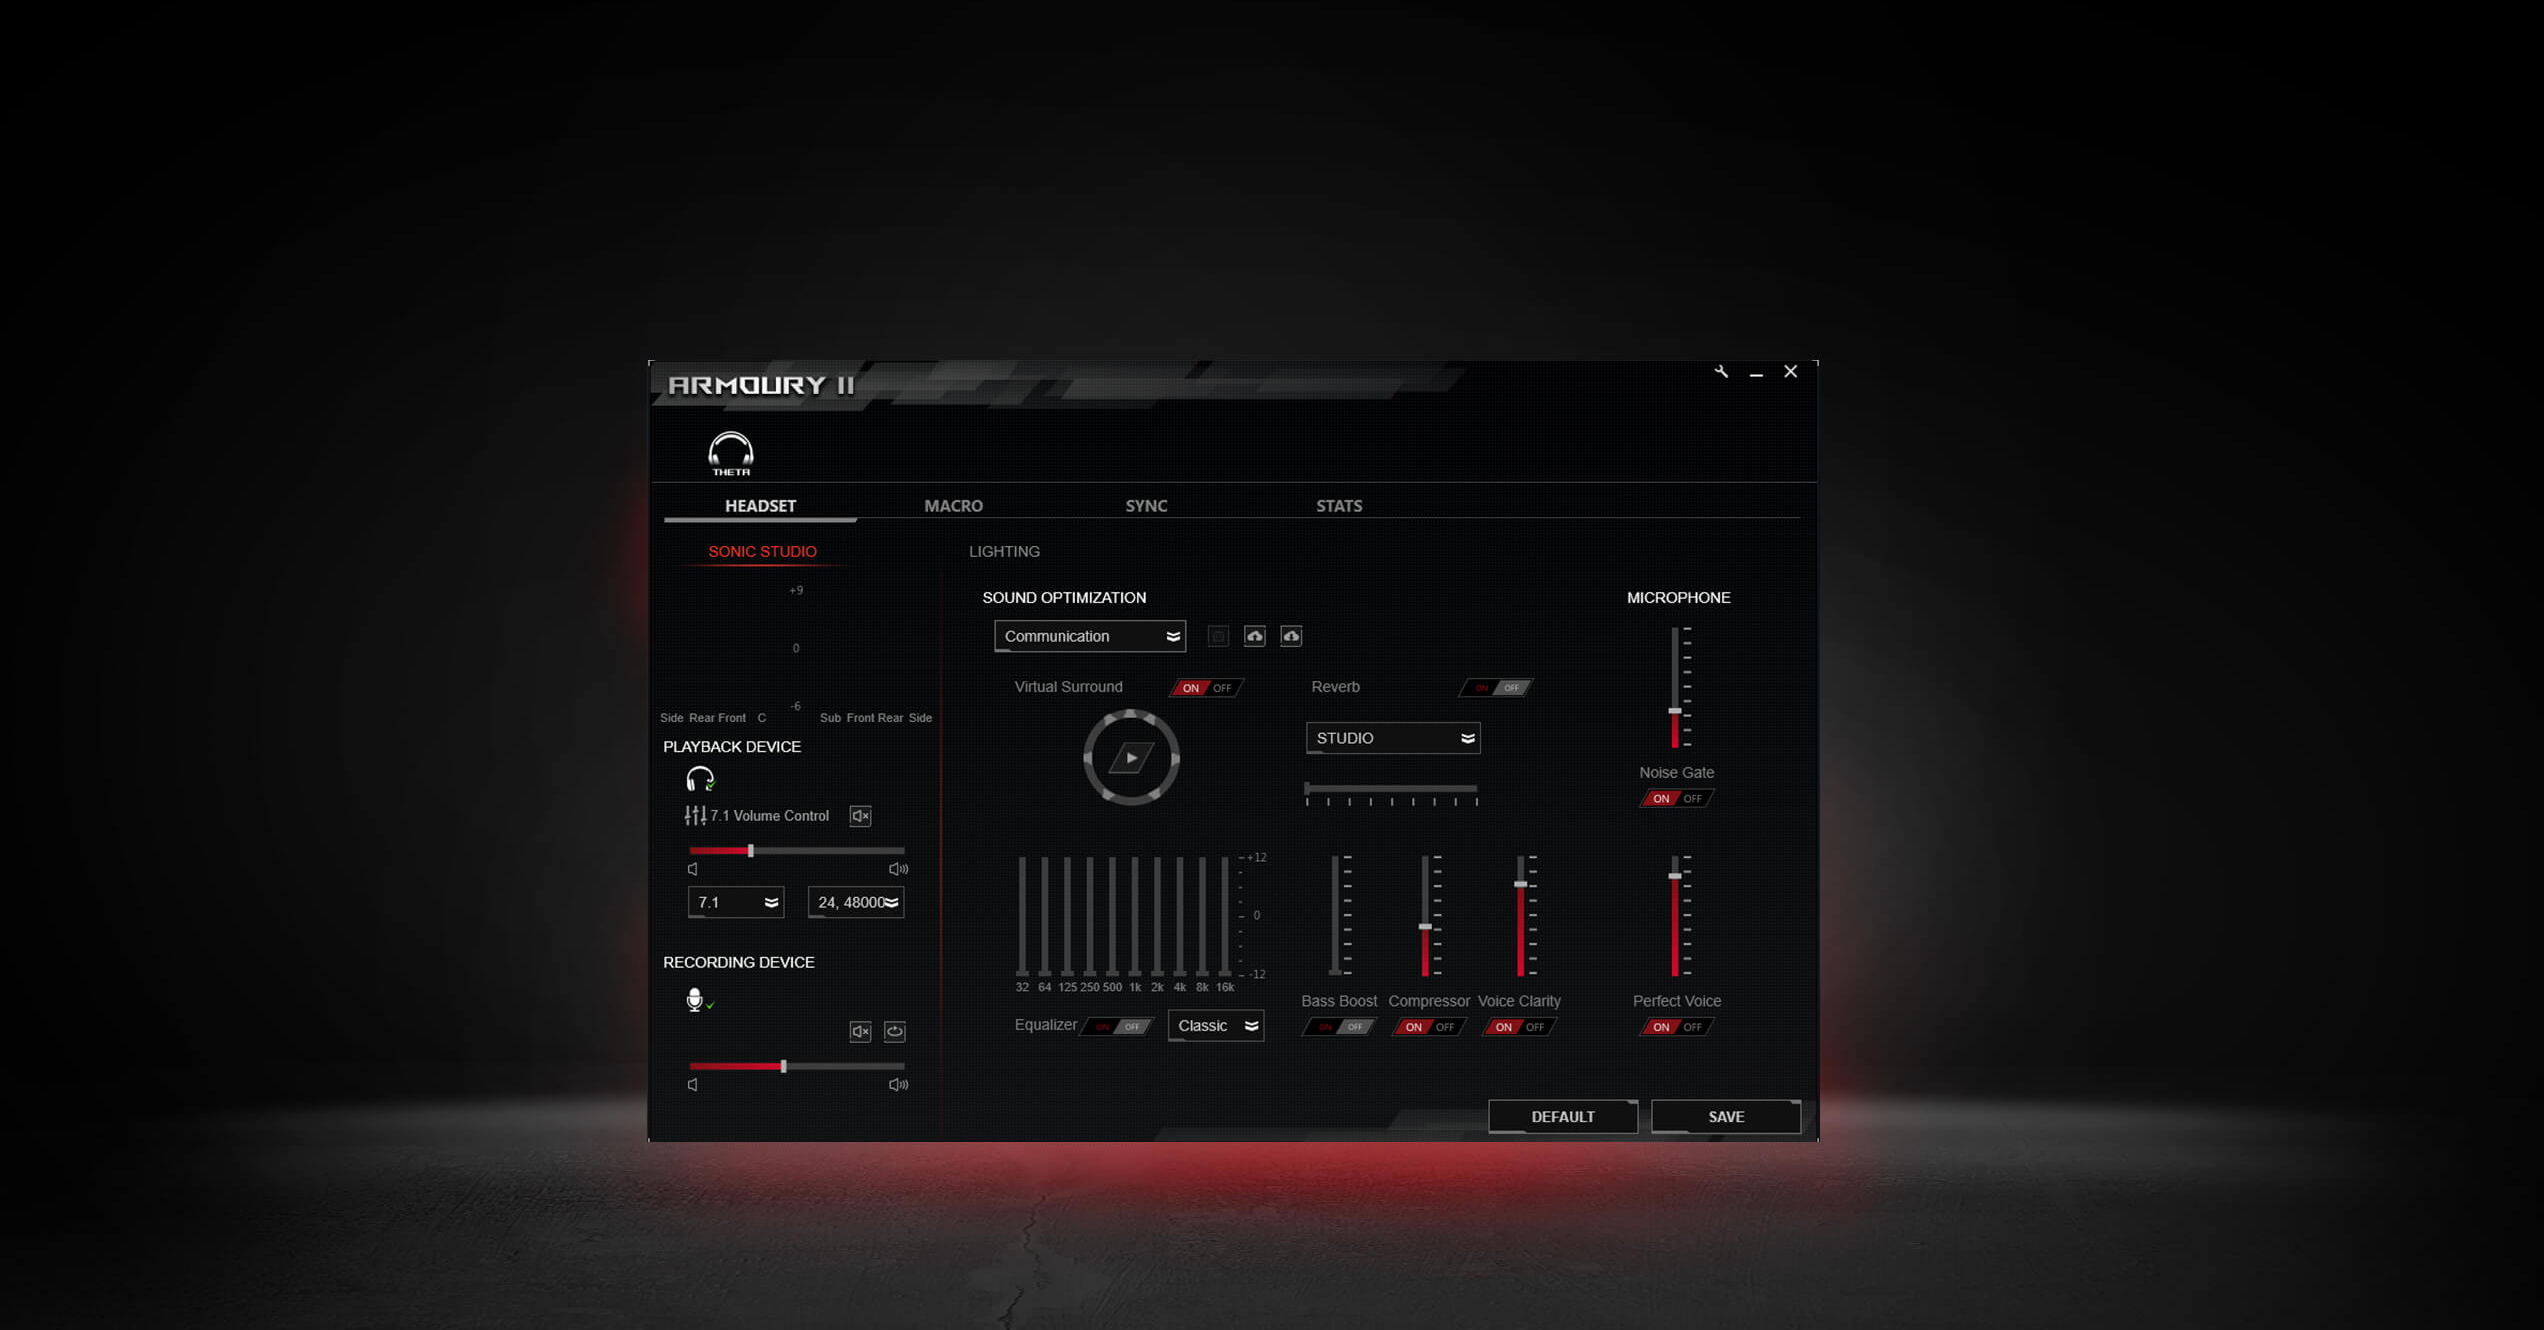 ARMOURY II
THETA
HEADSET MACRO SYNC STATS
SONIC STUDIO LIGHTING
+9
0
-6
Side Rear Front C Sub Front Rear Side
PLAYBACK DEVICE
7.1 Volume Control
7.1 24, 48000
RECORDING DEVICE
SOUND OPTIMIZATION
Communication
Virtual Surround ON OFF
Reverb ON OFF
STUDIO
+12
0
-12
32 64 125 250 500 1k 2k 4k 8k 16k
Equalizer ON OFF Classic
Bass Boost Compressor Voice Clarity
ON OFF ON OFF ON OFF
MICROPHONE
Noise Gate
ON OFF
Perfect Voice
ON OFF
DEFAULT SAVE